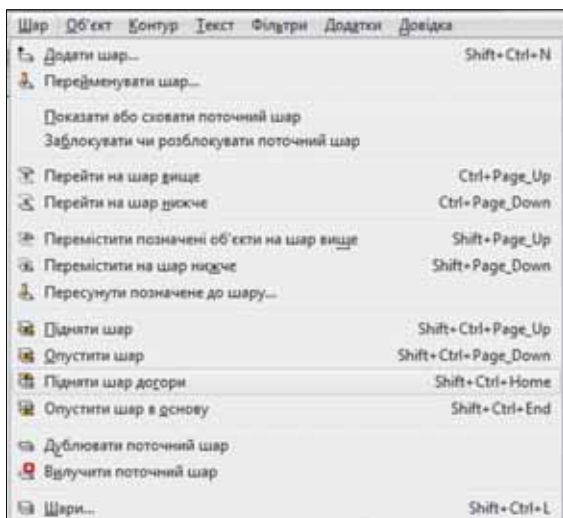 Шар Об'єкт Контур Текст Фільтри Додатки Довідка
Додати шар... Shift+Ctrl+N
Перейменувати шар...
Показати або сховати поточний шар
Заблокувати чи розблокувати поточний шар
Перейти на шар вище Ctrl+Page_Up
Перейти на шар нижче Ctrl+Page_Down
Перемістити позначені об'єкти на шар вище Shift+Page_Up
Перемістити на шар нижче Shift+Page_Down
Пересунути позначене до шару...
Підняти шар Shift+Ctrl+Page_Up
Опустити шар Shift+Ctrl+Page_Down
Підняти шар догори Shift+Ctrl+Home
Опустити шар в основу Shift+Ctrl+End
Дублювати поточний шар
Вилучити поточний шар
Шари... Shift+Ctrl+L